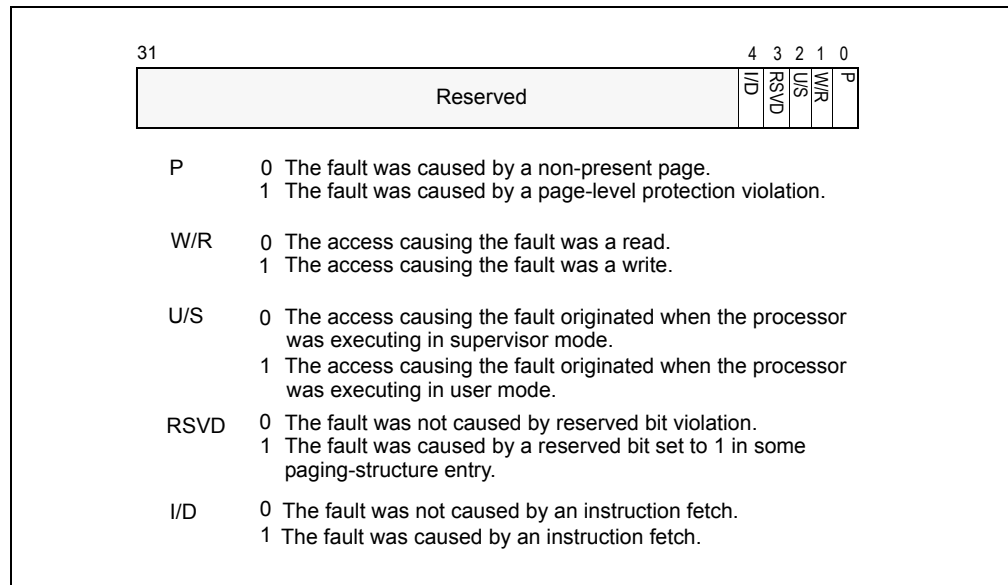 31 4 3 2 1 0
Reserved I/D RSVD U/S W/R P
P 0 The fault was caused by a non-present page.
1 The fault was caused by a page-level protection violation.
W/R 0 The access causing the fault was a read.
1 The access causing the fault was a write.
U/S 0 The access causing the fault originated when the processor
was executing in supervisor mode.
1 The access causing the fault originated when the processor
was executing in user mode.
RSVD 0 The fault was not caused by reserved bit violation.
1 The fault was caused by a reserved bit set to 1 in some
paging-structure entry.
I/D 0 The fault was not caused by an instruction fetch.
1 The fault was caused by an instruction fetch.